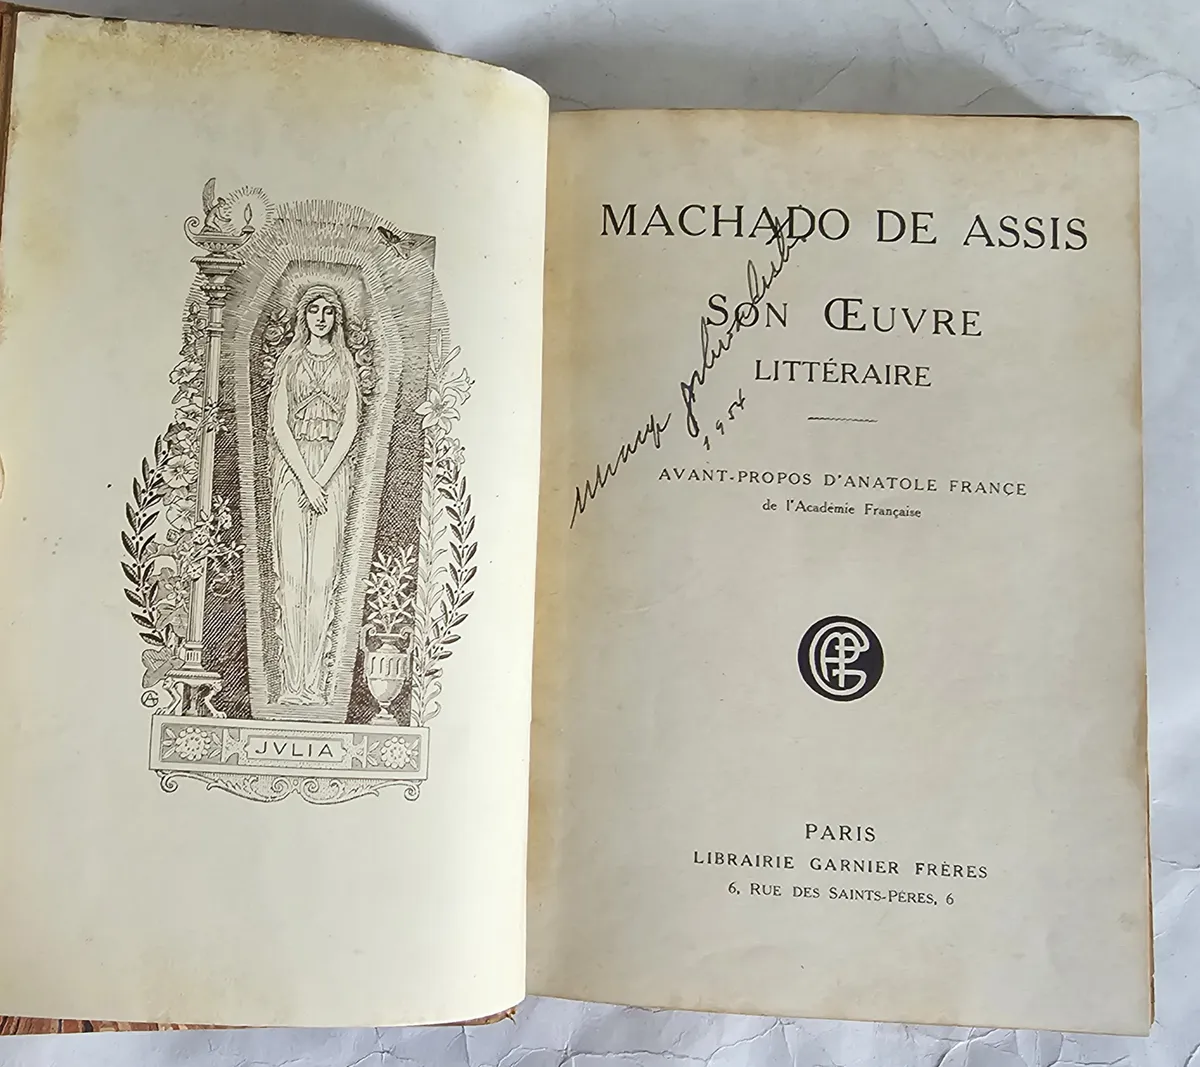 JVLIA
MACHADO DE ASSIS
SON ŒUVRE
LITTÉRAIRE
1954
AVANT-PROPOS D'ANATOLE FRANCE
de l'Académie Française
PARIS
LIBRAIRIE GARNIER FRÈRES
6, RUE DES SAINTS-PÈRES, 6